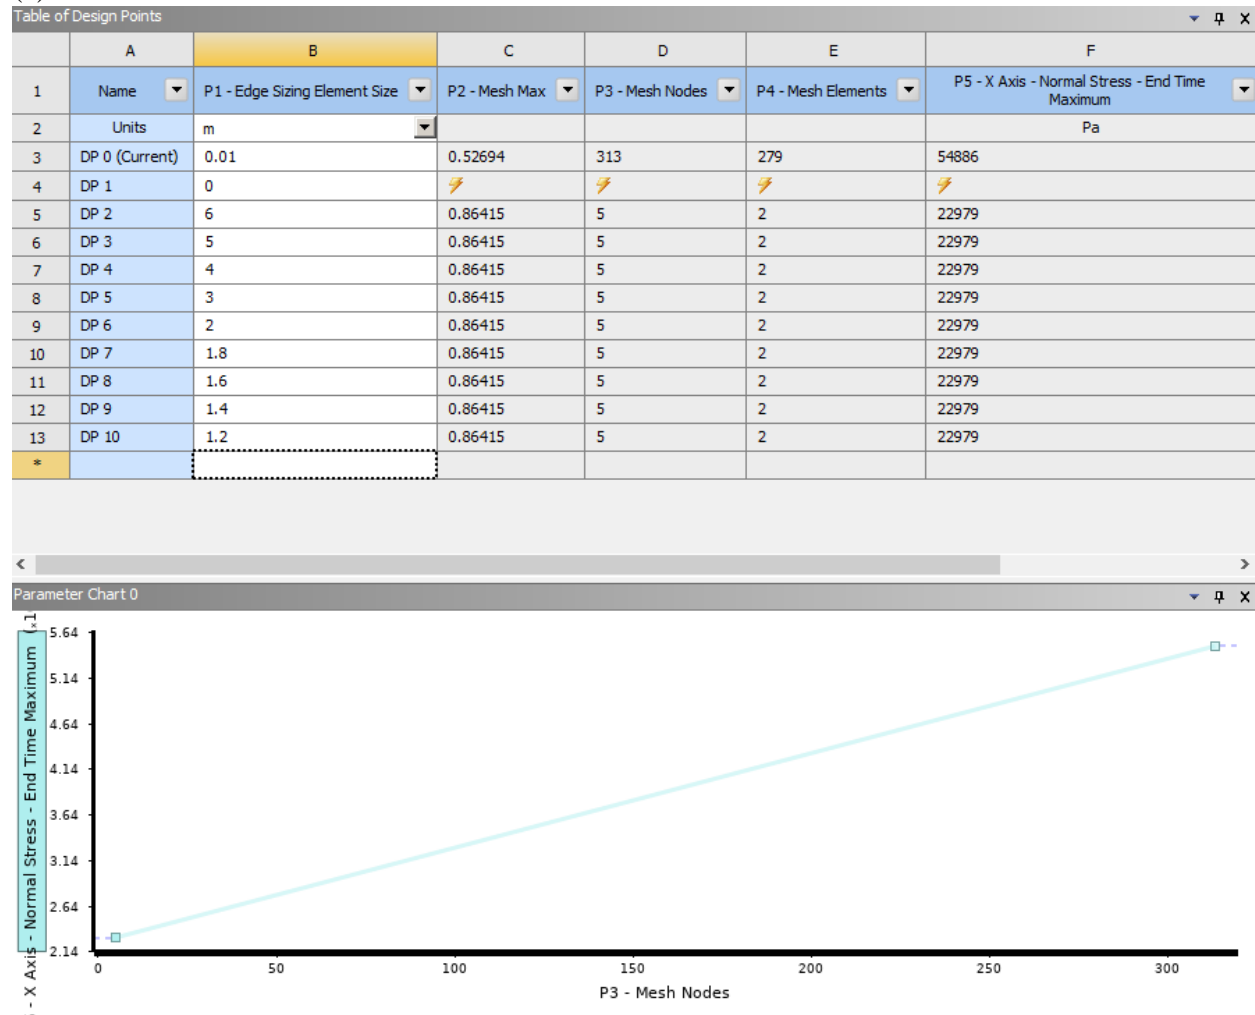 Table of Design Points
A B C D E F
1 Name P1 - Edge Sizing Element Size P2 - Mesh Max P3 - Mesh Nodes P4 - Mesh Elements P5 - X Axis - Normal Stress - End Time Maximum
2 Units m Pa
3 DP 0 (Current) 0.01 0.52694 313 279 54886
4 DP 1 0
5 DP 2 6 0.86415 5 2 22979
6 DP 3 5 0.86415 5 2 22979
7 DP 4 4 0.86415 5 2 22979
8 DP 5 3 0.86415 5 2 22979
9 DP 6 2 0.86415 5 2 22979
10 DP 7 1.8 0.86415 5 2 22979
11 DP 8 1.6 0.86415 5 2 22979
12 DP 9 1.4 0.86415 5 2 22979
13 DP 10 1.2 0.86415 5 2 22979
*
Parameter Chart 0
- X Axis - Normal Stress - End Time Maximum
5.64
5.14
4.64
4.14
3.64
3.14
2.64
2.14
0 50 100 150 200 250 300
P3 - Mesh Nodes